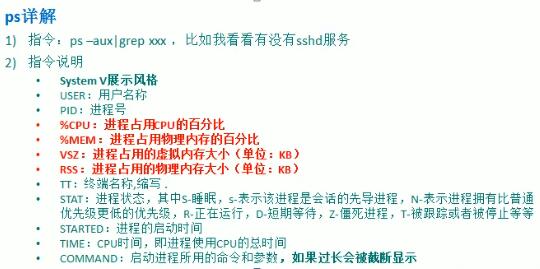 ps详解
1) 指令：ps –aux|grep xxx ，比如我看看有没有sshd服务
2) 指令说明
• System V展示风格
• USER：用户名称
• PID：进程号
• %CPU：进程占用CPU的百分比
• %MEM：进程占用物理内存的百分比
• VSZ：进程占用的虚拟内存大小（单位：KB）
• RSS：进程占用的物理内存大小（单位：KB）
• TT：终端名称,缩写 .
• STAT：进程状态，其中S-睡眠，s-表示该进程是会话的先导进程，N-表示进程拥有比普通
优先级更低的优先级，R-正在运行，D-短期等待，Z-僵死进程，T-被跟踪或者被停止等等
• STARTED：进程的启动时间
• TIME：CPU时间，即进程使用CPU的总时间
• COMMAND：启动进程所用的命令和参数，如果过长会被截断显示